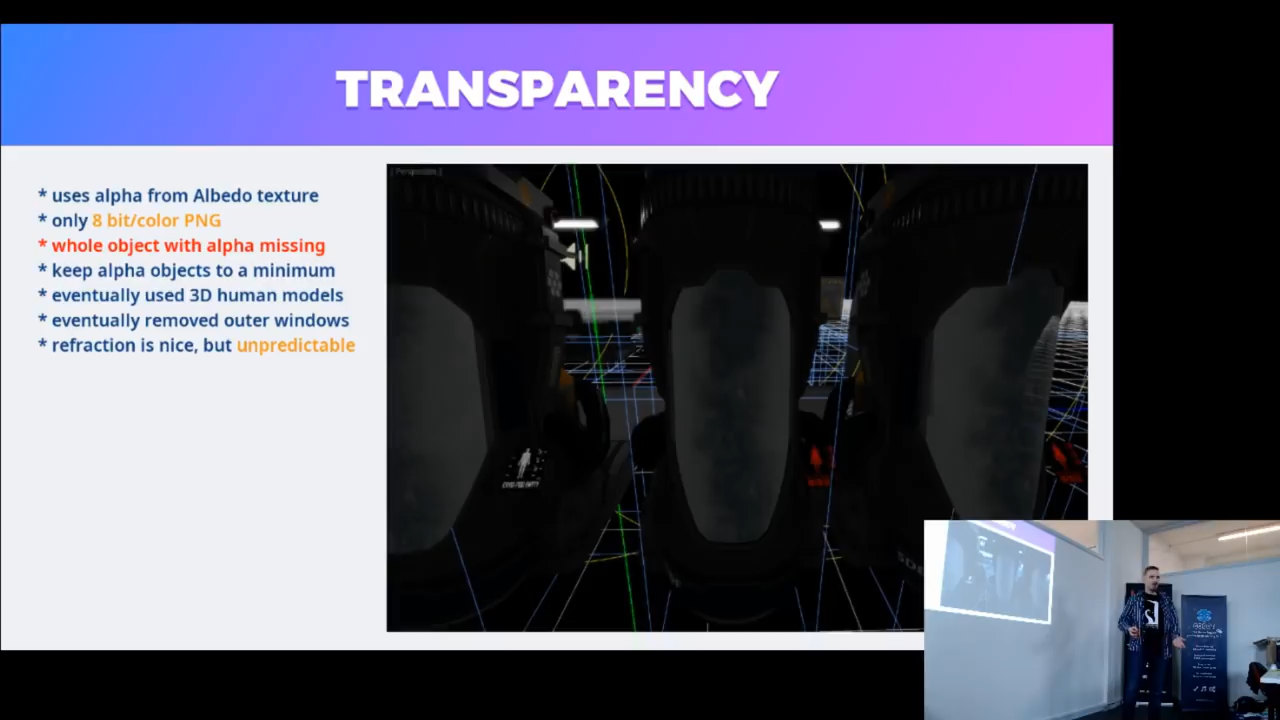 TRANSPARENCY
[ Perspective ]
* uses alpha from Albedo texture
* only 8 bit/color PNG
* whole object with alpha missing
* keep alpha objects to a minimum
* eventually used 3D human models
* eventually removed outer windows
* refraction is nice, but unpredictable